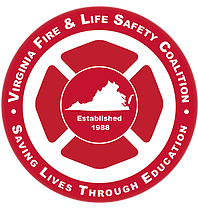 • Virginia Fire & Life Safety Coalition •
Established
1988
Saving Lives Through Education